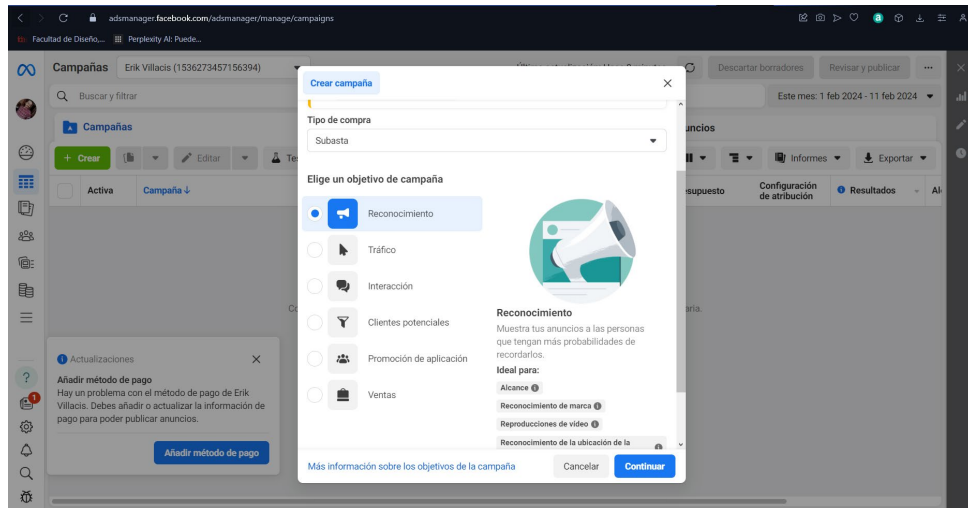 adsmanager.facebook.com/adsmanager/manage/campaigns
Facultad de Diseño,...
Perplexity AI: Puede...
Campañas
Erik Villacis (15362734571 56394)
Descartar borradores
Revisar y publicar
Buscar y filtrar
Este mes: 1 feb 2024 - 11 feb 2024
Campañas
+ Crear
Editar
Informes
Exportar
Activa
Campaña
Configuración
de atribución
Resultados
Crear campaña
Tipo de compra
Subasta
Elige un objetivo de campaña
Reconocimiento
Tráfico
Interacción
Clientes potenciales
Promoción de aplicación
Ventas
Reconocimiento
Muestra tus anuncios a las personas
que tengan más probabilidades de
recordarlos.
Ideal para:
Alcance
Reconocimiento de marca
Reproducciones de vídeo
Reconocimiento de la ubicación de la
Más información sobre los objetivos de la campaña
Cancelar
Continuar
Actualizaciones
Añadir método de pago
Hay un problema con el método de pago de Erik
Villacis. Debes añadir o actualizar la información de
pago para poder publicar anuncios.
Añadir método de pago